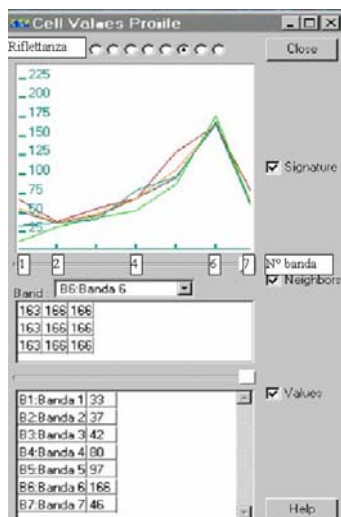 Cell Values Profile
Riflettanza
Close
225
200
175
150
125
100
75
50
25
Signature
1 2 4 6 7 N° banda
Band : B6:Banda 6
Neighbors
163 166 166
163 166 166
163 166 166
Values
B1:Banda 1 33
B2:Banda 2 37
B3:Banda 3 42
B4:Banda 4 80
B5:Banda 5 97
B6:Banda 6 166
B7:Banda 7 46
Help